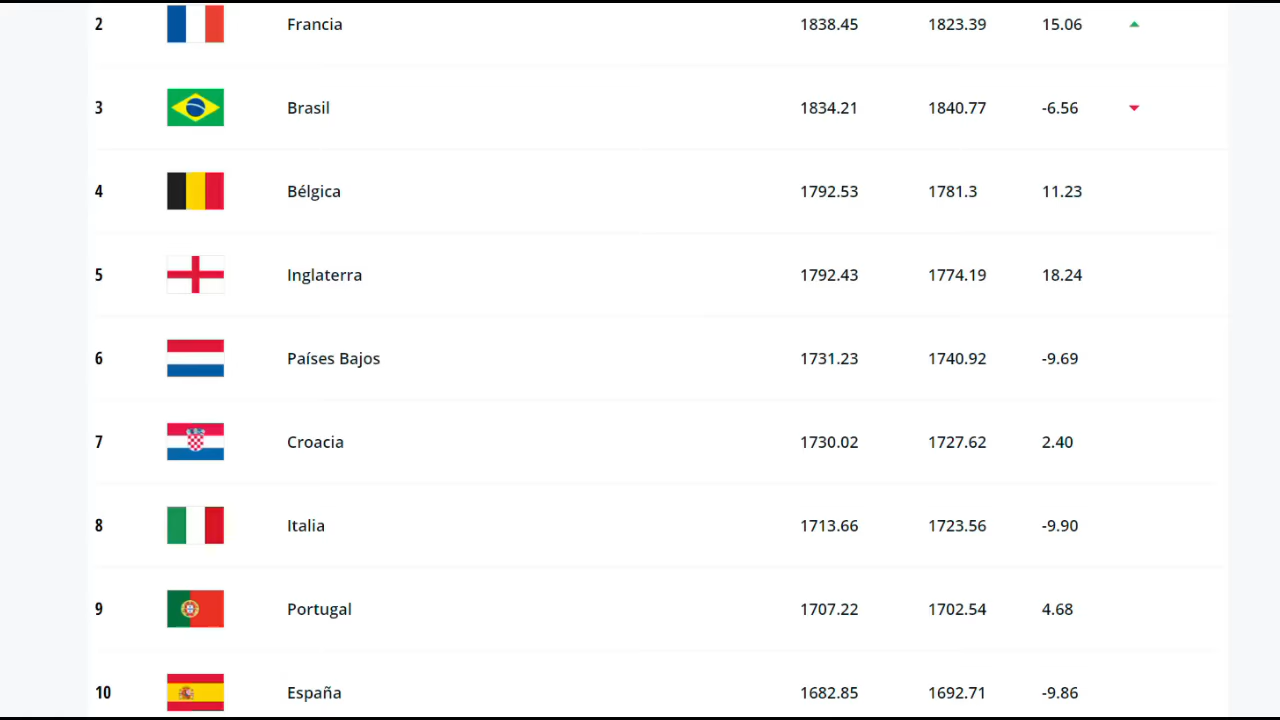 2 Francia 1838.45 1823.39 15.06
3 Brasil 1834.21 1840.77 -6.56
4 Bélgica 1792.53 1781.3 11.23
5 Inglaterra 1792.43 1774.19 18.24
6 Países Bajos 1731.23 1740.92 -9.69
7 Croacia 1730.02 1727.62 2.40
8 Italia 1713.66 1723.56 -9.90
9 Portugal 1707.22 1702.54 4.68
10 España 1682.85 1692.71 -9.86